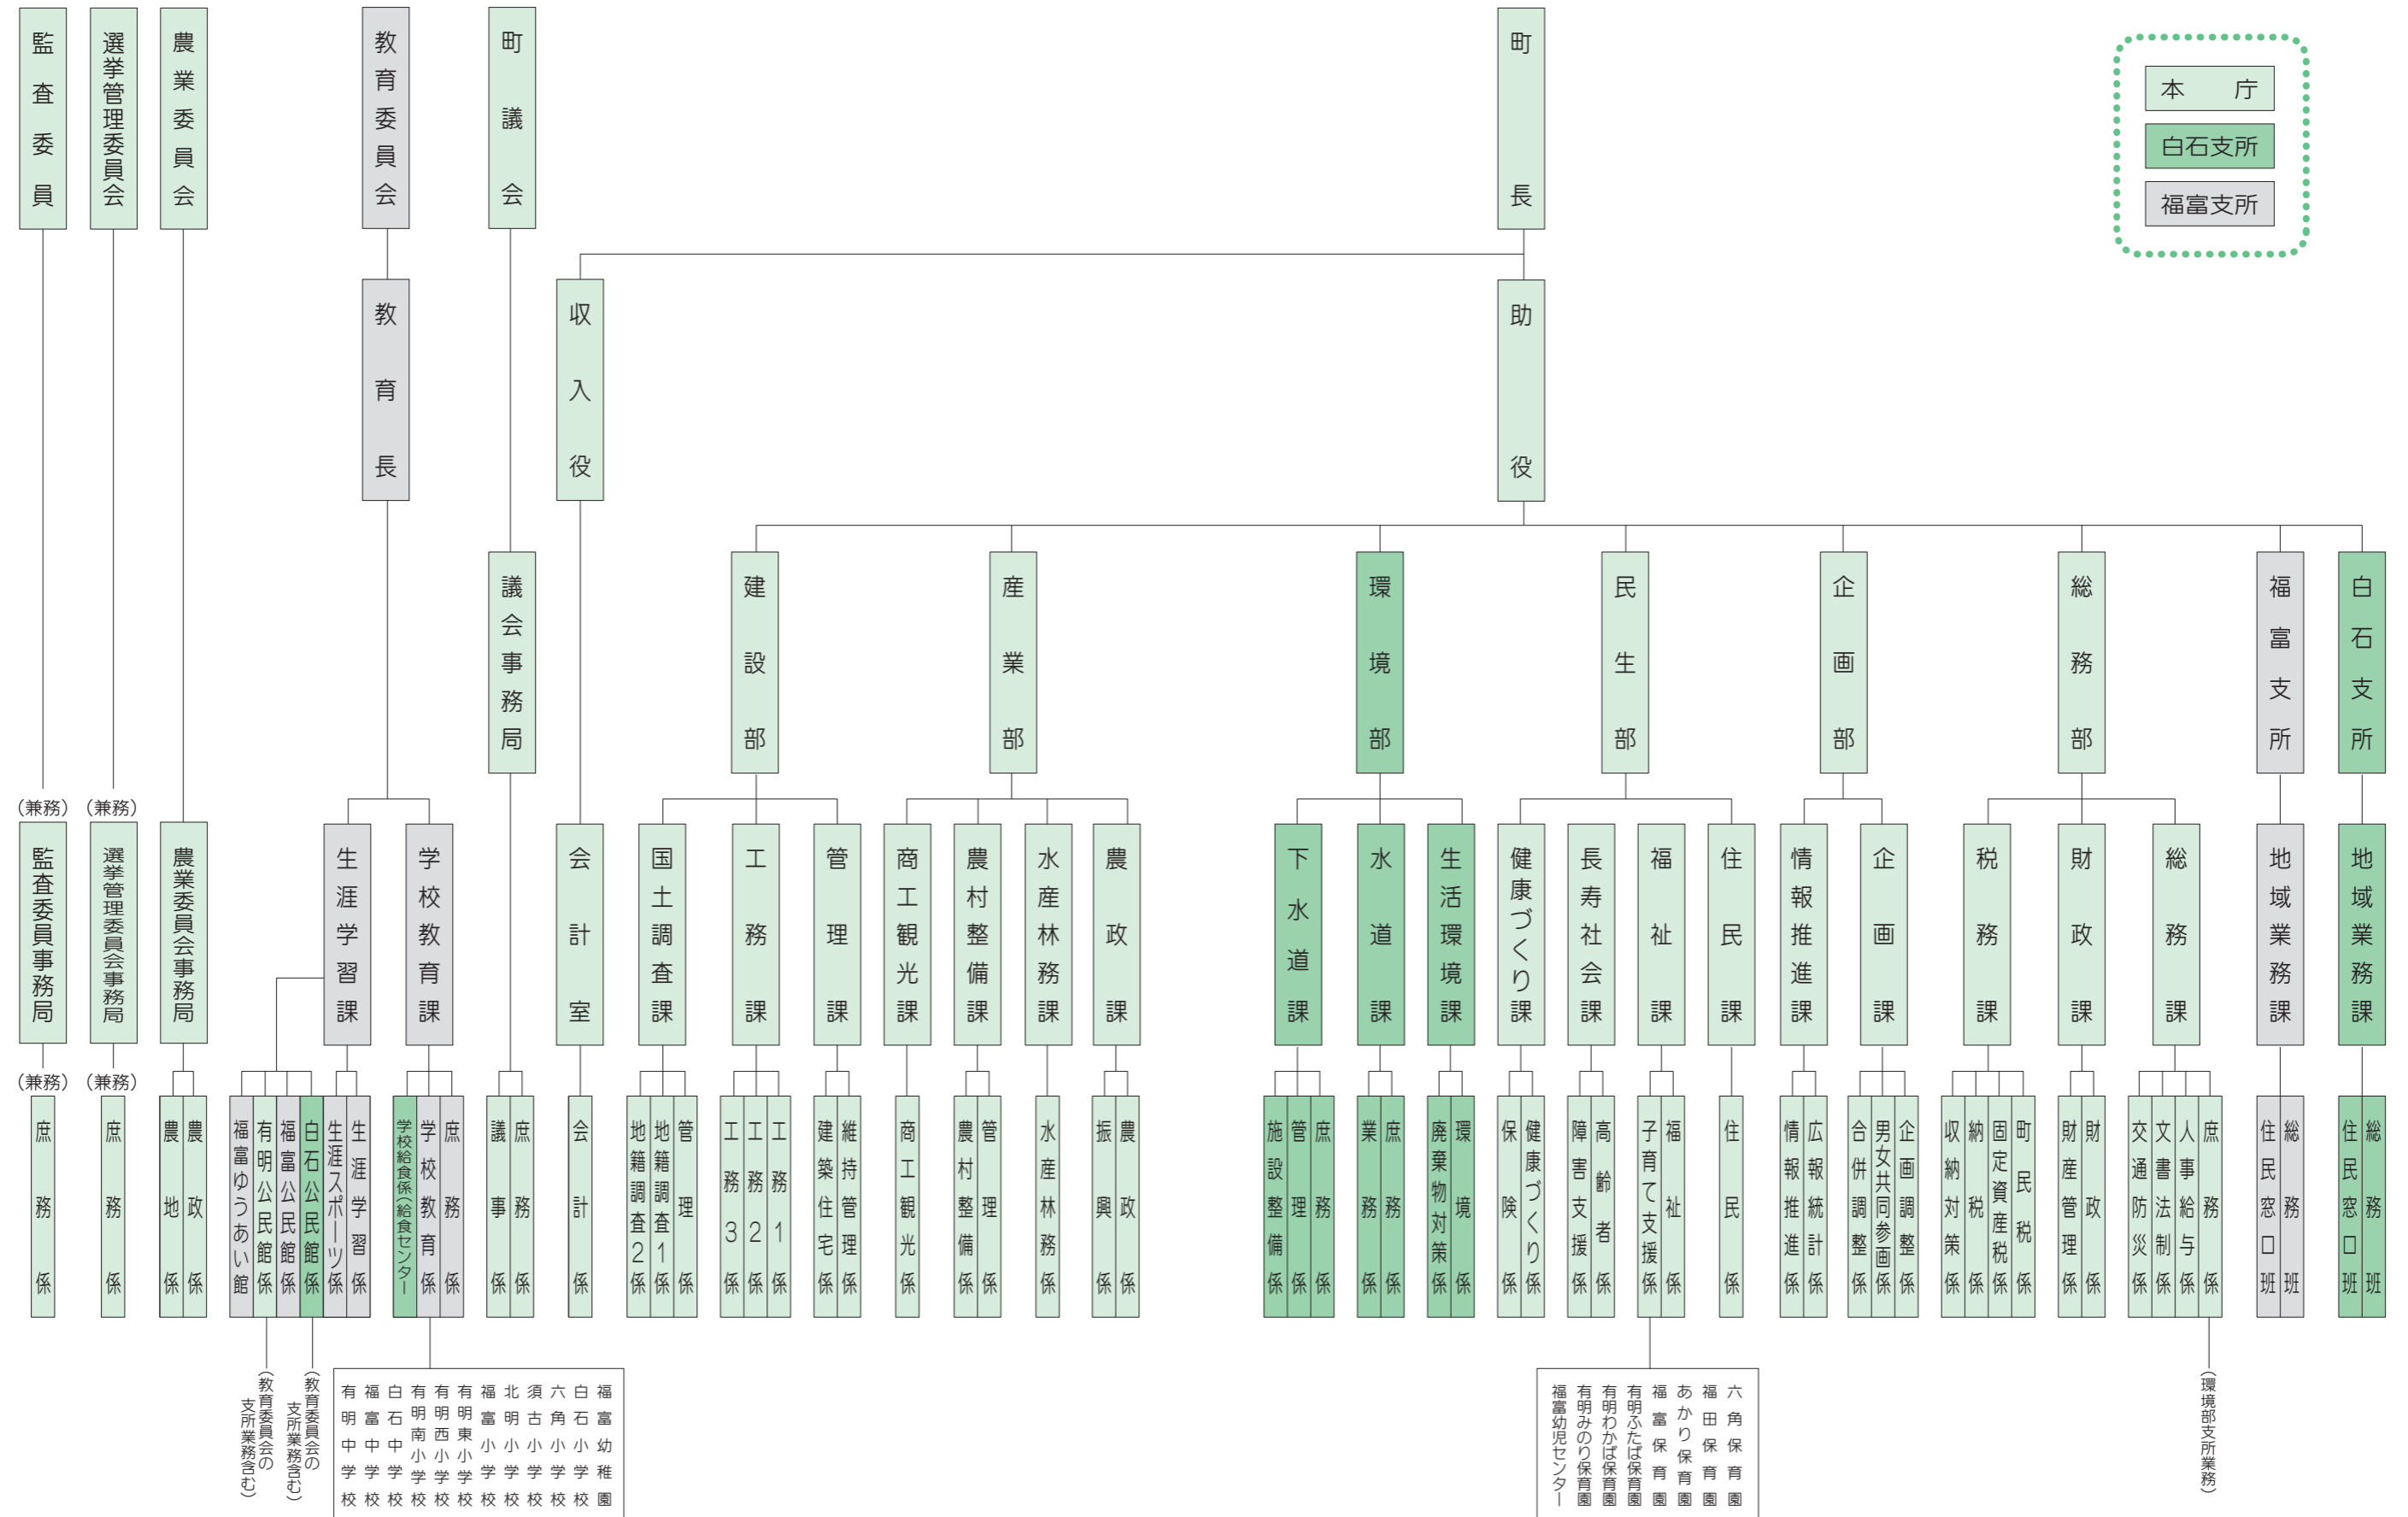 町長
本庁
白石支所
福富支所
町議会
教育委員会
農業委員会
選挙管理委員会
監査委員
助役
収入役
教育長
白石支所
福富支所
総務部
企画部
民生部
環境部
産業部
建設部
議会事務局
（兼務）
（兼務）
地域業務課
地域業務課
総務課
財政課
税務課
企画課
情報推進課
住民課
福祉課
長寿社会課
健康づくり課
生活環境課
水道課
下水道課
農政課
水産林務課
農村整備課
商工観光課
管理課
工務課
国土調査課
会計室
学校教育課
生涯学習課
農業委員会事務局
選挙管理委員会事務局
監査委員事務局
（兼務）
（兼務）
総務班
住民窓口班
総務班
住民窓口班
庶務係
人事給与係
文書法制係
交通防災係
財政係
財産管理係
町民税係
固定資産税係
納税係
収納対策係
企画調整係
男女共同参画係
合併調整係
広報統計係
情報推進係
住民係
福祉係
子育て支援係
高齢者係
障害支援係
健康づくり係
保険係
環境係
廃棄物対策係
庶務係
業務係
庶務係
管理係
施設整備係
農政係
振興係
水産林務係
管理係
農村整備係
商工観光係
維持管理係
建築住宅係
工務1係
工務2係
工務3係
管理係
地籍調査1係
地籍調査2係
会計係
庶務係
議事係
庶務係
学校教育係
学校給食係（給食センター）
生涯学習係
生涯スポーツ係
白石公民館係
福富公民館係
有明公民館係
福富ゆうあい館
農政係
農地係
庶務係
庶務係
（環境部支所業務）
六角保育園
福田保育園
あかり保育園
福富保育園
有明ふたば保育園
有明わかば保育園
有明みのり保育園
福富幼児センター
福富幼稚園
白石小学校
六角小学校
須古小学校
北明小学校
福富小学校
有明東小学校
有明西小学校
有明南小学校
白石中学校
福富中学校
有明中学校
（教育委員会の
支所業務含む）
（教育委員会の
支所業務含む）